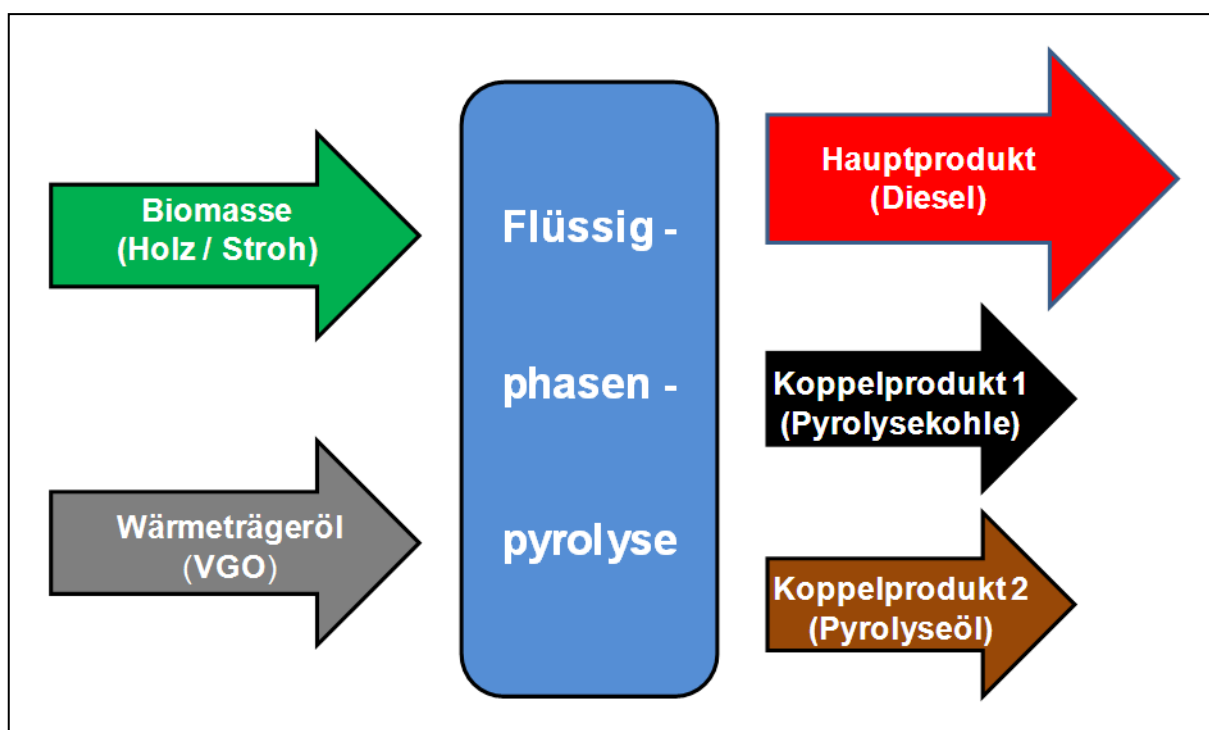 Biomasse
(Holz / Stroh)
Wärmeträgeröl
(VGO)
Flüssig -
phasen -
pyrolyse
Hauptprodukt
(Diesel)
Koppelprodukt 1
(Pyrolysekohle)
Koppelprodukt 2
(Pyrolyseöl)